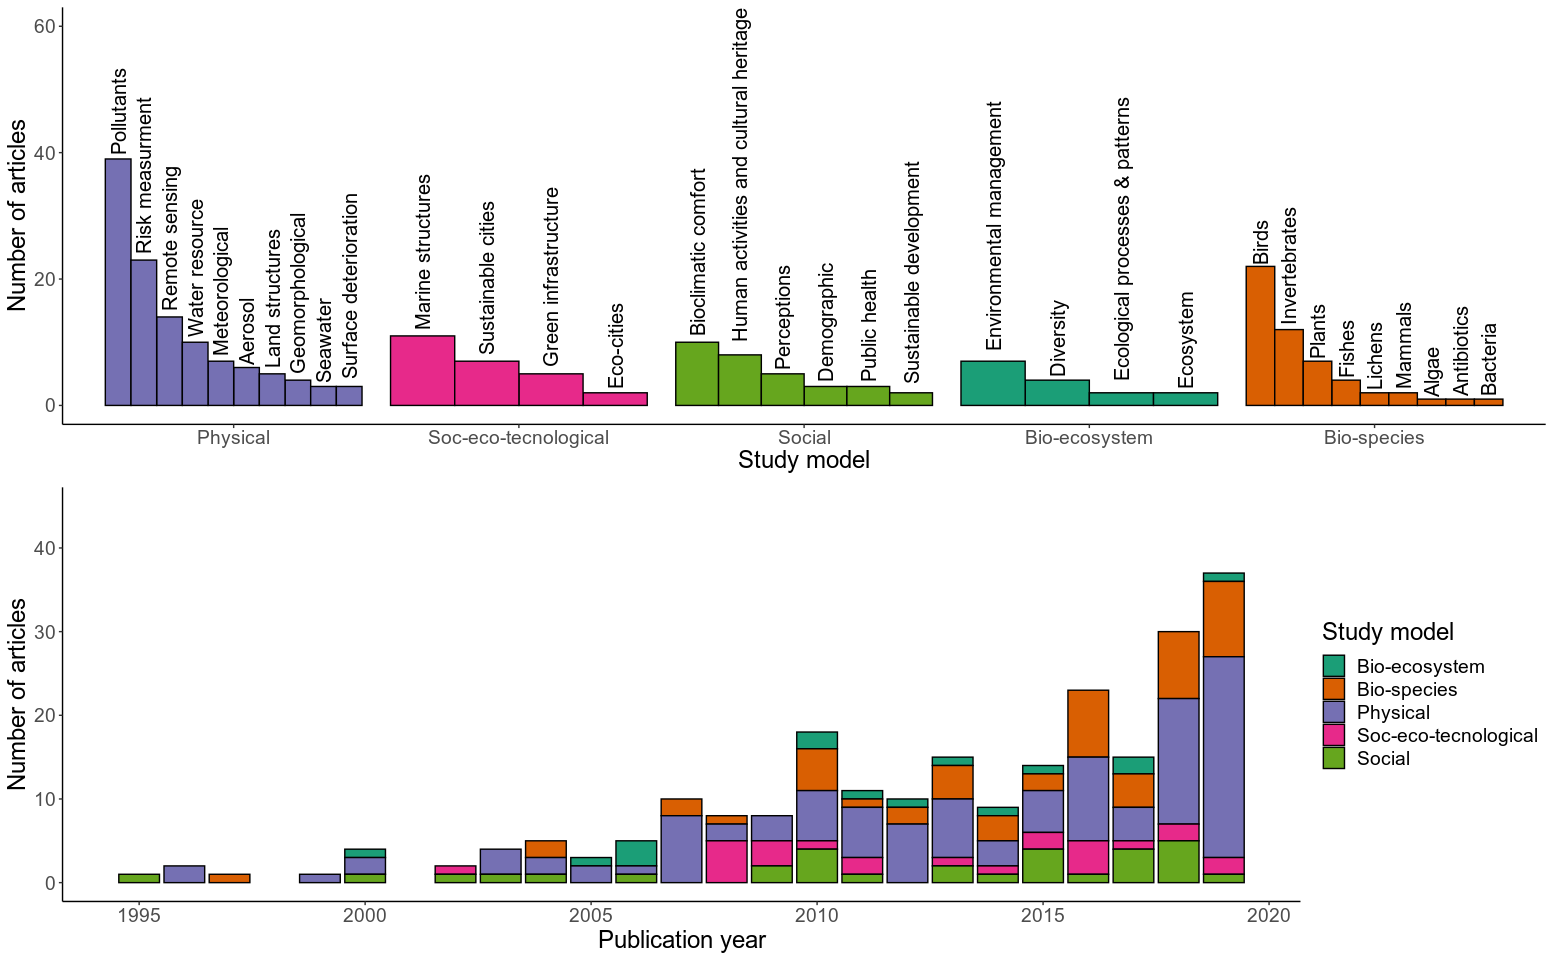 60
40
20
0
Number of articles
Pollutants
Risk measurment
Remote sensing
Water resource
Meteorological
Aerosol
Land structures
Geomorphological
Seawater
Surface deterioration
Marine structures
Sustainable cities
Green infrastructure
Eco-cities
Bioclimatic comfort
Human activities and cultural heritage
Perceptions
Demographic
Public health
Sustainable development
Environmental management
Diversity
Ecological processes & patterns
Ecosystem
Birds
Invertebrates
Plants
Fishes
Lichens
Mammals
Algae
Antibiotics
Bacteria
Physical
Soc-eco-tecnological
Social
Bio-ecosystem
Bio-species
Study model
40
30
20
10
0
Number of articles
1995
2000
2005
2010
2015
2020
Publication year
Study model
Bio-ecosystem
Bio-species
Physical
Soc-eco-tecnological
Social